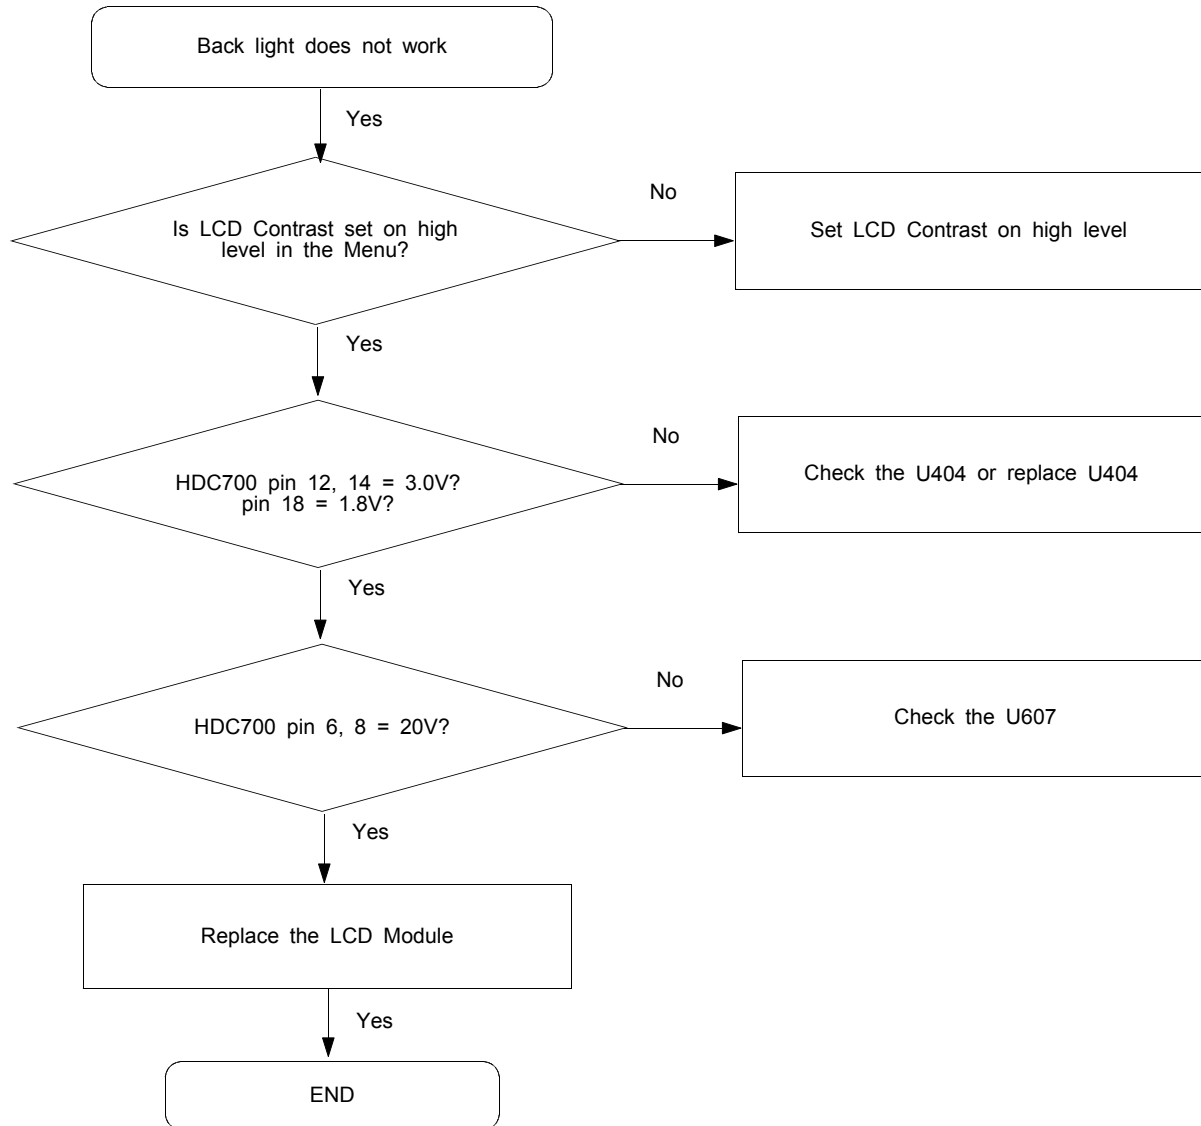 Back light does not work
Yes
Is LCD Contrast set on high
level in the Menu?
No
Set LCD Contrast on high level
Yes
HDC700 pin 12, 14 = 3.0V?
pin 18 = 1.8V?
No
Check the U404 or replace U404
Yes
HDC700 pin 6, 8 = 20V?
No
Check the U607
Yes
Replace the LCD Module
Yes
END